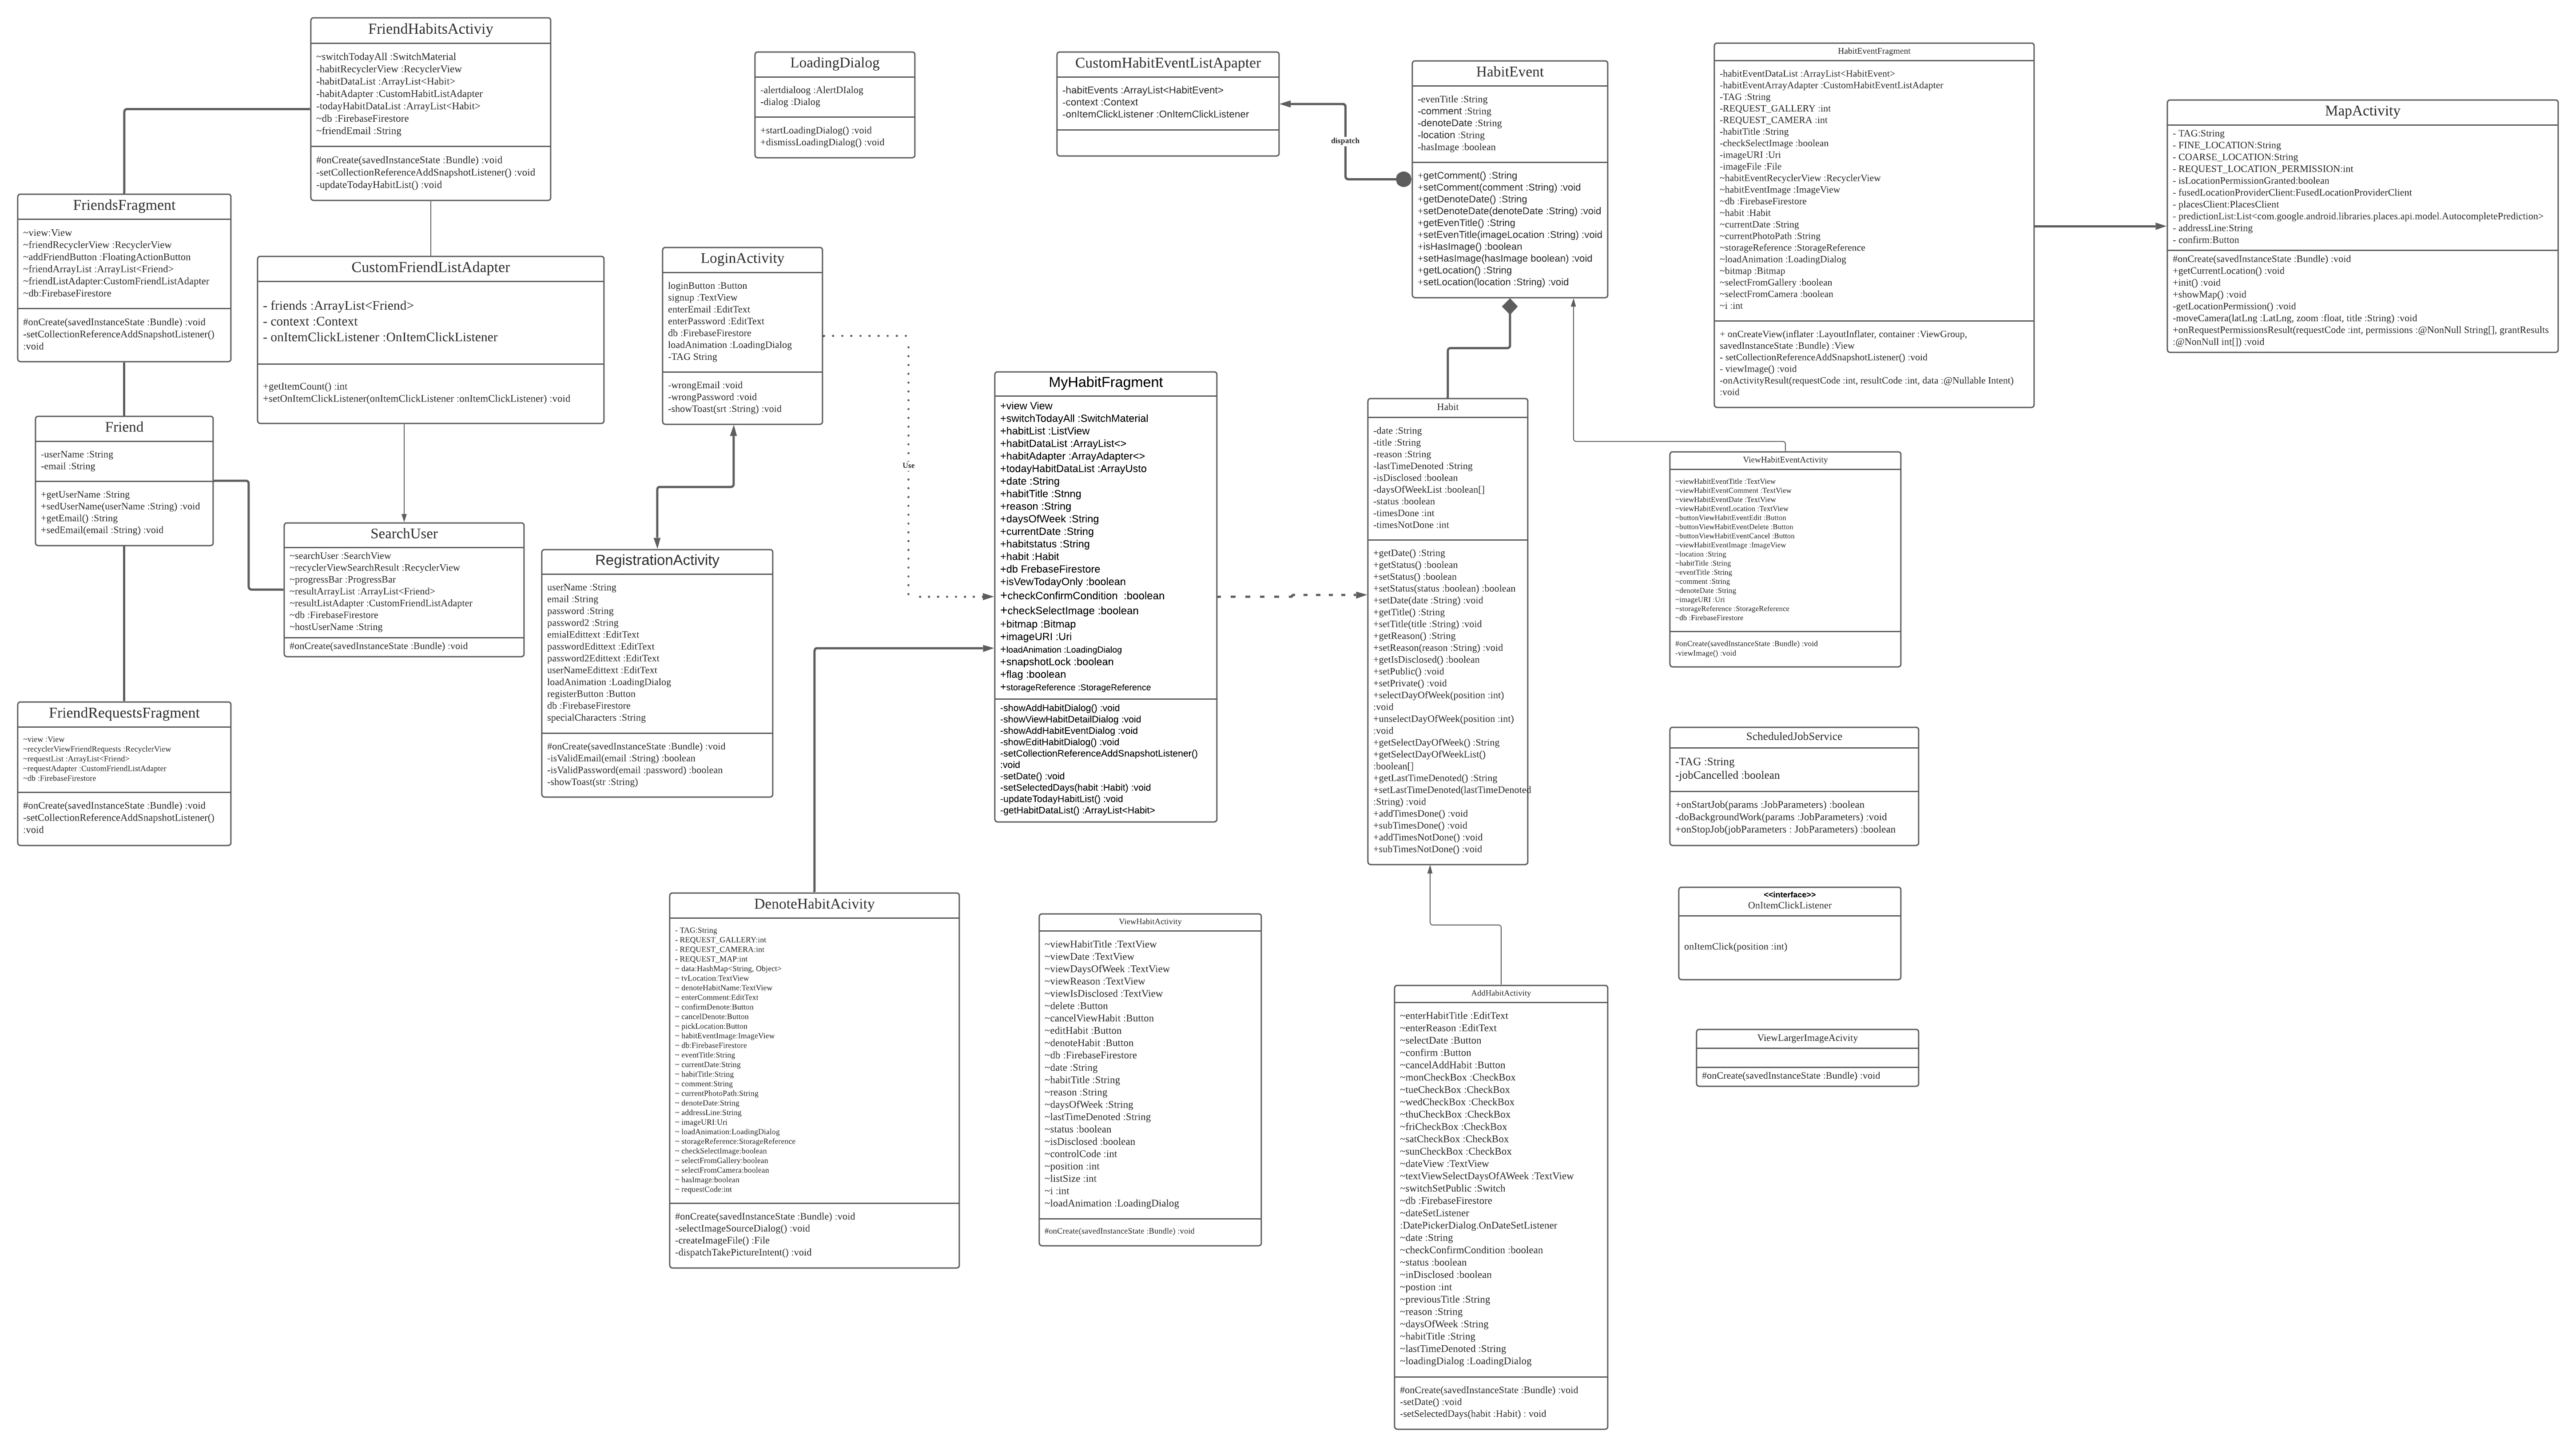 FriendHabitsActiviy
~switchTodayAll :SwitchMaterial
-habitRecyclerView :RecyclerView
-habitDataList :ArrayList<Habit>
-habitAdapter :CustomHabitListAdapter
-todayHabitDataList :ArrayList<Habit>
~db :FirebaseFirestore
~friendEmail :String
#onCreate(savedInstanceState :Bundle) :void
-setCollectionReferenceAddSnapshotListener() :void
-updateTodayHabitList() :void
FriendsFragment
~view:View
~friendRecyclerView :RecyclerView
~addFriendButton :FloatingActionButton
~friendArrayList :ArrayList<Friend>
~friendListAdapter:CustomFriendListAdapter
~db:FirebaseFirestore
#onCreate(savedInstanceState :Bundle) :void
-setCollectionReferenceAddSnapshotListener()
:void
CustomFriendListAdapter
- friends :ArrayList<Friend>
- context :Context
- onItemClickListener :OnItemClickListener
+getItemCount() :int
+setOnItemClickListener(onItemClickListener :onItemClickListener) :void
Friend
-userName :String
-email :String
+getUserName :String
+sedUserName(userName :String) :void
+getEmail() :String
+sedEmail(email :String) :void
SearchUser
~searchUser :SearchView
~recyclerViewSearchResult :RecyclerView
~progressBar :ProgressBar
~resultArrayList :ArrayList<Friend>
~resultListAdapter :CustomFriendListAdapter
~db :FirebaseFirestore
~hostUserName :String
#onCreate(savedInstanceState :Bundle) :void
FriendRequestsFragment
~view :View
~recyclerViewFriendRequests :RecyclerView
~requestList :ArrayList<Friend>
~requestAdapter :CustomFriendListAdapter
~db :FirebaseFirestore
#onCreate(savedInstanceState :Bundle) :void
-setCollectionReferenceAddSnapshotListener()
:void
LoadingDialog
-alertdialoog :AlertDIalog
-dialog :Dialog
+startLoadingDialog() :void
+dismissLoadingDialog() :void
LoginActivity
loginButton :Button
signup :TextView
enterEmail :EditText
enterPassword :EditText
db :FirebaseFirestore
loadAnimation :LoadingDialog
-TAG String
-wrongEmail :void
-wrongPassword :void
-showToast(srt :String) :void
Use
RegistrationActivity
userName :String
email :String
password :String
password2 :String
emialEdittext :EditText
passwordEdittext :EditText
password2Edittext :EditText
userNameEdittext :EditText
loadAnimation :LoadingDialog
registerButton :Button
db :FirebaseFirestore
specialCharacters :String
#onCreate(savedInstanceState :Bundle) :void
-isValidEmail(email :String) :boolean
-isValidPassword(email :password) :boolean
-showToast(str :String)
DenoteHabitAcivity
- TAG:String
- REQUEST_GALLERY:int
- REQUEST_CAMERA:int
- REQUEST_MAP:int
~ data:HashMap<String, Object>
~ tvLocation:TextView
~ denoteHabitName:TextView
~ enterComment:EditText
~ confirmDenote:Button
~ cancelDenote:Button
~ pickLocation:Button
~ habitEventImage:ImageView
~ db:FirebaseFirestore
~ eventTitle:String
~ currentDate:String
~ habitTitle:String
~ comment:String
~ currentPhotoPath:String
~ denoteDate:String
~ addressLine:String
~ imageURI:Uri
~ loadAnimation:LoadingDialog
~ storageReference:StorageReference
~ checkSelectImage:boolean
~ selectFromGallery:boolean
~ selectFromCamera:boolean
~ hasImage:boolean
~ requestCode:int
#onCreate(savedInstanceState :Bundle) :void
-selectImageSourceDialog() :void
-createImageFile() :File
-dispatchTakePictureIntent() :void
CustomHabitEventListApapter
-habitEvents :ArrayList<HabitEvent>
-context :Context
-onItemClickListener :OnItemClickListener
dispatch
MyHabitFragment
+view View
+switchTodayAll :SwitchMaterial
+habitList :ListView
+habitDataList :ArrayList<>
+habitAdapter :ArrayAdapter<>
+todayHabitDataList :ArrayUsto
+date :String
+habitTitle :Stnng
+reason :String
+daysOfWeek :String
+currentDate :String
+habitstatus :String
+habit :Habit
+db FrebaseFirestore
+isVewTodayOnly :boolean
+checkConfirmCondition :boolean
+checkSelectImage :boolean
+bitmap :Bitmap
+imageURI :Uri
+loadAnimation :LoadingDialog
+snapshotLock :boolean
+flag :boolean
+storageReference :StorageReference
-showAddHabitDialog() :void
-showViewHabitDetailDialog :void
-showAddHabitEventDialog :void
-showEditHabitDialog() :void
-setCollectionReferenceAddSnapshotListener()
:void
-setDate() :void
-setSelectedDays(habit :Habit) :void
-updateTodayHabitList() :void
-getHabitDataList() :ArrayList<Habit>
ViewHabitActivity
~viewHabitTitle :TextView
~viewDate :TextView
~viewDaysOfWeek :TextView
~viewReason :TextView
~viewIsDisclosed :TextView
~delete :Button
~cancelViewHabit :Button
~editHabit :Button
~denoteHabit :Button
~db :FirebaseFirestore
~date :String
~habitTitle :String
~reason :String
~daysOfWeek :String
~lastTimeDenoted :String
~status :boolean
~isDisclosed :boolean
~controlCode :int
~position :int
~listSize :int
~i :int
~loadAnimation :LoadingDialog
#onCreate(savedInstanceState :Bundle) :void
HabitEvent
-evenTitle :String
-comment :String
-denoteDate :String
-location :String
-hasImage :boolean
+getComment() :String
+setComment(comment :String) :void
+getDenoteDate() :String
+setDenoteDate(denoteDate :String) :void
+getEvenTitle() :String
+setEvenTitle(imageLocation :String) :void
+isHasImage() :boolean
+setHasImage(hasImage boolean) :void
+getLocation() :String
+setLocation(location :String) :void
Habit
-date :String
-title :String
-reason :String
-lastTimeDenoted :String
-isDisclosed :boolean
-daysOfWeekList :boolean[]
-status :boolean
-timesDone :int
-timesNotDone :int
+getDate() :String
+getStatus() :boolean
+setStatus() :boolean
+setStatus(status :boolean) :boolean
+setDate(date :String) :void
+getTitle() :String
+setTitle(title :String) :void
+getReason() :String
+setReason(reason :String) :void
+getIsDisclosed() :boolean
+setPublic() :void
+setPrivate() :void
+selectDayOfWeek(position :int)
:void
+unselectDayOfWeek(position :int)
:void
+getSelectDayOfWeek() :String
+getSelectDayOfWeekList()
:boolean[]
+getLastTimeDenoted() :String
+setLastTimeDenoted(lastTimeDenoted
:String) :void
+addTimesDone() :void
+subTimesDone() :void
+addTimesNotDone() :void
+subTimesNotDone() :void
AddHabitActivity
~enterHabitTitle :EditText
~enterReason :EditText
~selectDate :Button
~confirm :Button
~cancelAddHabit :Button
~monCheckBox :CheckBox
~tueCheckBox :CheckBox
~wedCheckBox :CheckBox
~thuCheckBox :CheckBox
~friCheckBox :CheckBox
~satCheckBox :CheckBox
~sunCheckBox :CheckBox
~dateView :TextView
~textViewSelectDaysOfAWeek :TextView
~switchSetPublic :Switch
~db :FirebaseFirestore
~dateSetListener
:DatePickerDialog.OnDateSetListener
~date :String
~checkConfirmCondition :boolean
~status :boolean
~inDisclosed :boolean
~postion :int
~previousTitle :String
~reason :String
~daysOfWeek :String
~habitTitle :String
~lastTimeDenoted :String
~loadingDialog :LoadingDialog
#onCreate(savedInstanceState :Bundle) :void
-setDate() :void
-setSelectedDays(habit :Habit) : void
HabitEventFragment
-habitEventDataList :ArrayList<HabitEvent>
-habitEventArrayAdapter :CustomHabitEventListAdapter
-TAG :String
-REQUEST_GALLERY :int
-REQUEST_CAMERA :int
-habitTitle :String
-checkSelectImage :boolean
-imageURI :Uri
-imageFile :File
~habitEventRecyclerView :RecyclerView
~habitEventImage :ImageView
~db :FirebaseFirestore
~habit :Habit
~currentDate :String
~currentPhotoPath :String
~storageReference :StorageReference
~loadAnimation :LoadingDialog
~bitmap :Bitmap
~selectFromGallery :boolean
~selectFromCamera :boolean
~i :int
+ onCreateView(inflater :LayoutInflater, container :ViewGroup,
savedInstanceState :Bundle) :View
- setCollectionReferenceAddSnapshotListener() :void
- viewImage() :void
-onActivityResult(requestCode :int, resultCode :int, data :@Nullable Intent)
:void
ViewHabitEventActivity
~viewHabitEventTitle :TextView
~viewHabitEventComment :TextView
~viewHabitEventDate :TextView
~viewHabitEventLocation :TextView
~buttonViewHabitEventEdit :Button
~buttonViewHabitEventDelete :Button
~buttonViewHabitEventCancel :Button
~viewHabitEventImage :ImageView
~location :String
~habitTitle :String
~eventTitle :String
~comment :String
~denoteDate :String
~imageURI :Uri
~storageReference :StorageReference
~db :FirebaseFirestore
#onCreate(savedInstanceState :Bundle) :void
-viewImage() :void
ScheduledJobService
-TAG :String
-jobCancelled :boolean
+onStartJob(params :JobParameters) :boolean
-doBackgroundWork(params :JobParameters) :void
+onStopJob(jobParameters : JobParameters) :boolean
<<interface>>
OnItemClickListener
onItemClick(position :int)
ViewLargerImageAcivity
#onCreate(savedInstanceState :Bundle) :void
MapActivity
- TAG:String
- FINE_LOCATION:String
- COARSE_LOCATION:String
- REQUEST_LOCATION_PERMISSION:int
- isLocationPermissionGranted:boolean
- fusedLocationProviderClient:FusedLocationProviderClient
- placesClient:PlacesClient
- predictionList:List<com.google.android.libraries.places.api.model.AutocompletePrediction>
- addressLine:String
- confirm:Button
#onCreate(savedInstanceState :Bundle) :void
+getCurrentLocation() :void
+init() :void
+showMap() :void
-getLocationPermission() :void
-moveCamera(latLng :LatLng, zoom :float, title :String) :void
+onRequestPermissionsResult(requestCode :int, permissions :@NonNull String[], grantResults
:@NonNull int[]) :void